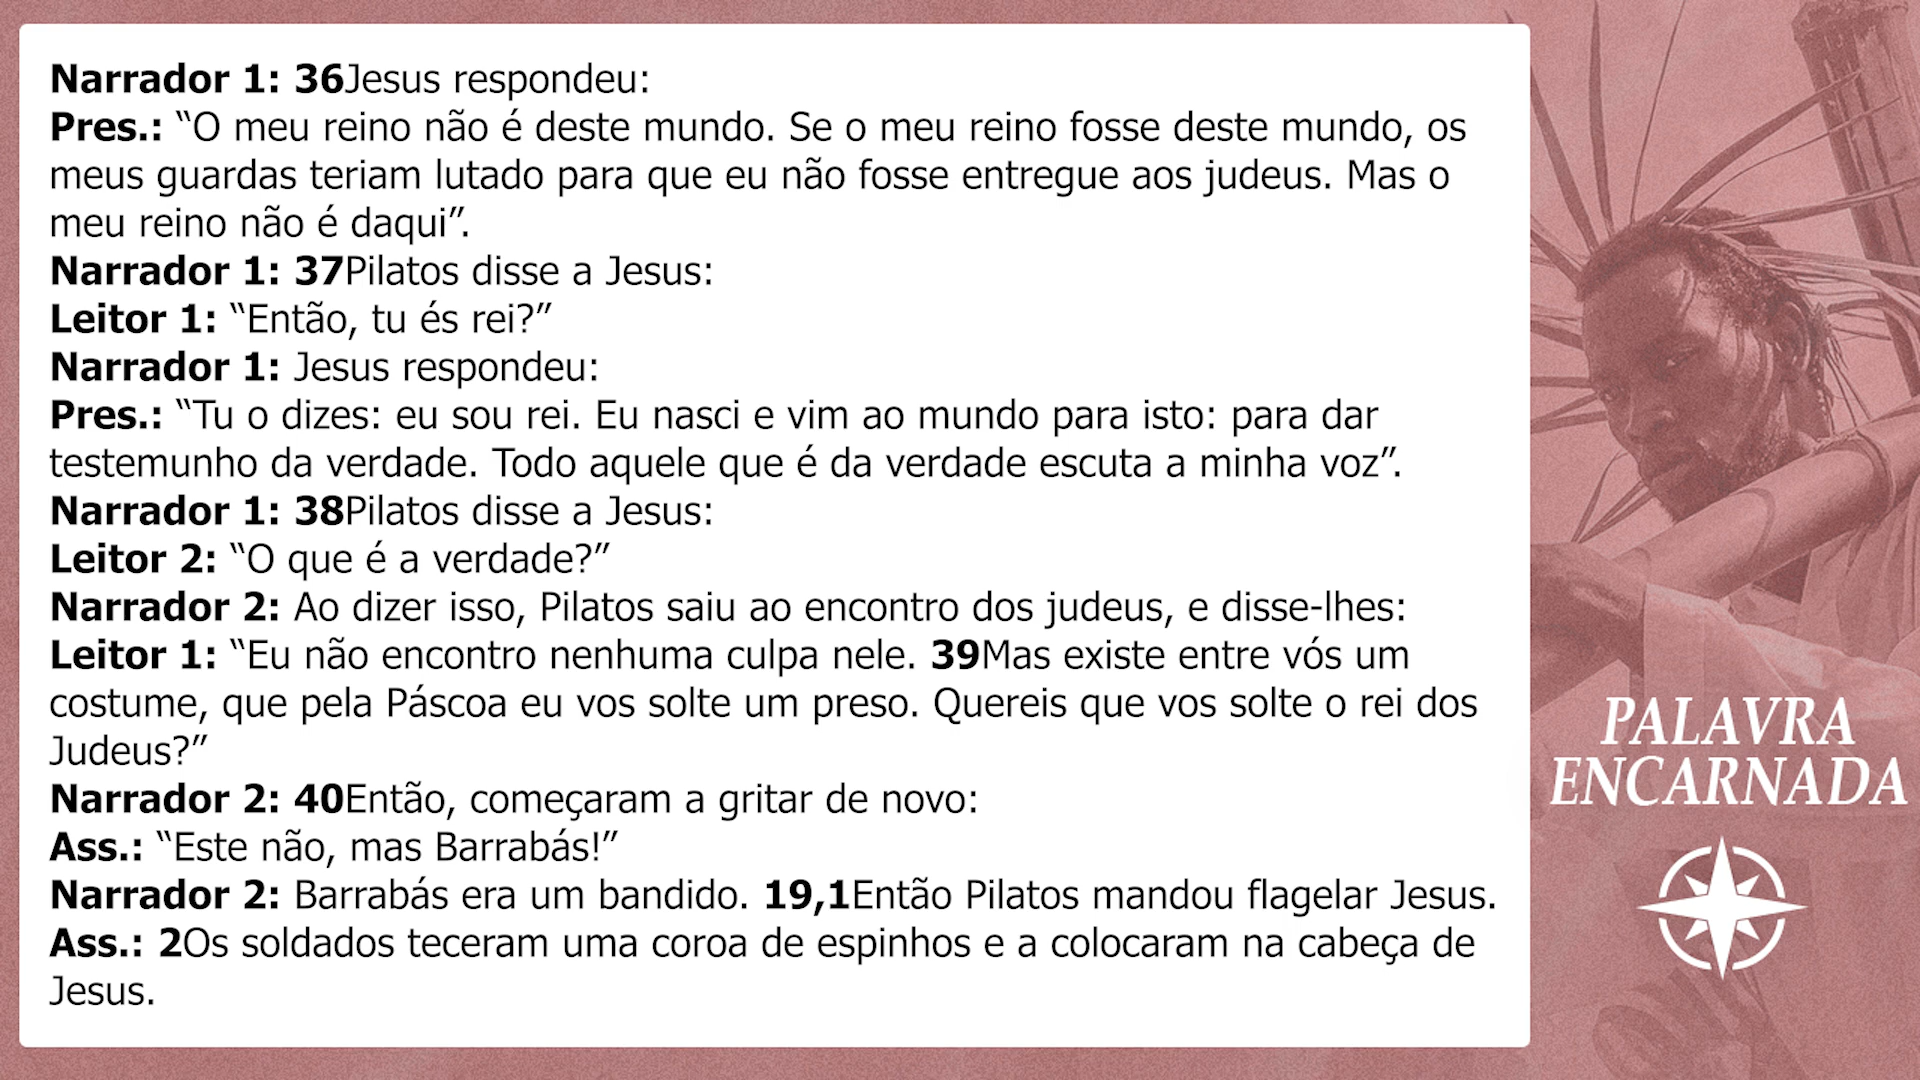 Narrador 1: 36Jesus respondeu:
Pres.: “O meu reino não é deste mundo. Se o meu reino fosse deste mundo, os
meus guardas teriam lutado para que eu não fosse entregue aos judeus. Mas o
meu reino não é daqui”.
Narrador 1: 37Pilatos disse a Jesus:
Leitor 1: “Então, tu és rei?”
Narrador 1: Jesus respondeu:
Pres.: “Tu o dizes: eu sou rei. Eu nasci e vim ao mundo para isto: para dar
testemunho da verdade. Todo aquele que é da verdade escuta a minha voz”.
Narrador 1: 38Pilatos disse a Jesus:
Leitor 2: “O que é a verdade?”
Narrador 2: Ao dizer isso, Pilatos saiu ao encontro dos judeus, e disse-lhes:
Leitor 1: “Eu não encontro nenhuma culpa nele. 39Mas existe entre vós um
costume, que pela Páscoa eu vos solte um preso. Quereis que vos solte o rei dos
Judeus?”
Narrador 2: 40Então, começaram a gritar de novo:
Ass.: “Este não, mas Barrabás!”
Narrador 2: Barrabás era um bandido. 19,1Então Pilatos mandou flagelar Jesus.
Ass.: 2Os soldados teceram uma coroa de espinhos e a colocaram na cabeça de
Jesus.
PALAVRA
ENCARNADA